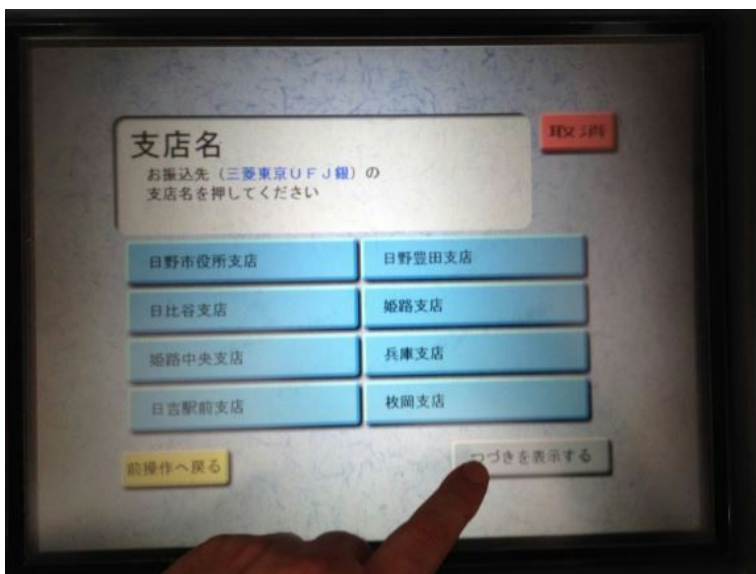 支店名
取消
お振込先(三菱東京UFJ銀)の
支店名を押してください
日野市役所支店
日野豊田支店
日比谷支店
姫路支店
姫路中央支店
兵庫支店
日吉駅前支店
枚岡支店
前操作へ戻る
つづきを表示する